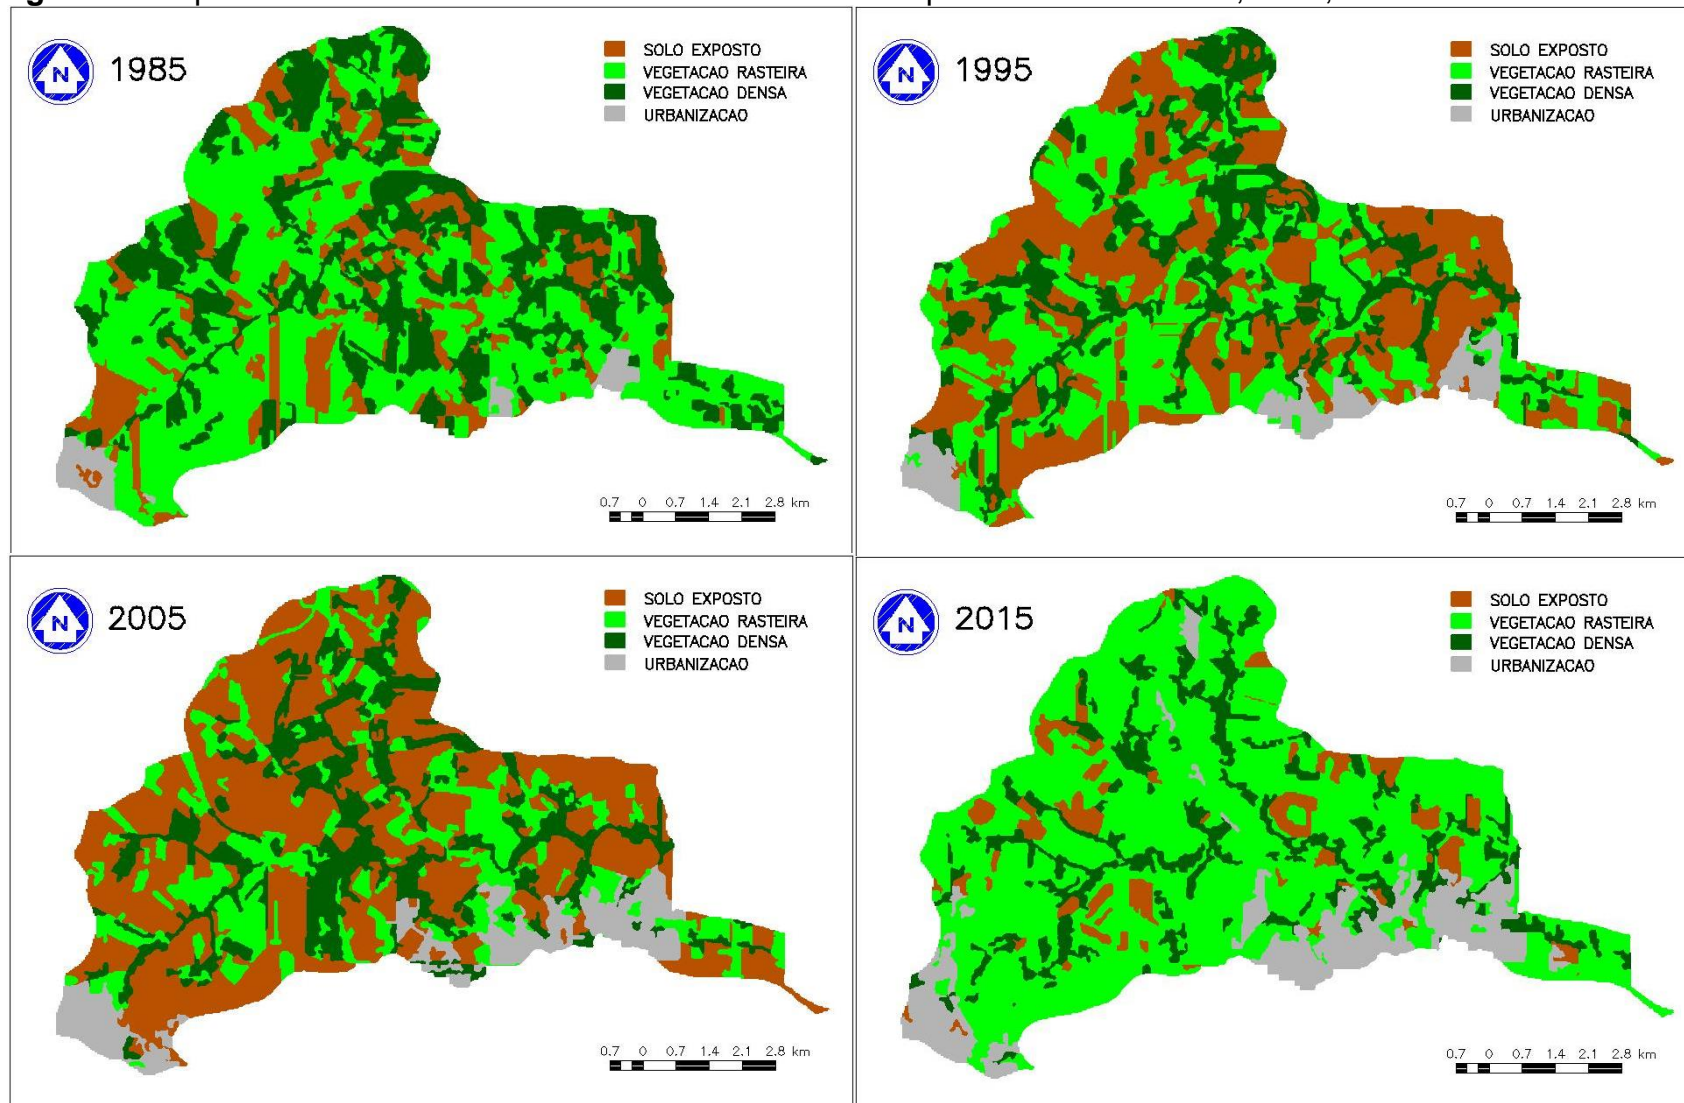 1985
N
SOLO EXPOSTO
VEGETACAO RASTEIRA
VEGETACAO DENSA
URBANIZACAO
0.7 0 0.7 1.4 2.1 2.8 km
1995
N
SOLO EXPOSTO
VEGETACAO RASTEIRA
VEGETACAO DENSA
URBANIZACAO
0.7 0 0.7 1.4 2.1 2.8 km
2005
N
SOLO EXPOSTO
VEGETACAO RASTEIRA
VEGETACAO DENSA
URBANIZACAO
0.7 0 0.7 1.4 2.1 2.8 km
2015
N
SOLO EXPOSTO
VEGETACAO RASTEIRA
VEGETACAO DENSA
URBANIZACAO
0.7 0 0.7 1.4 2.1 2.8 km